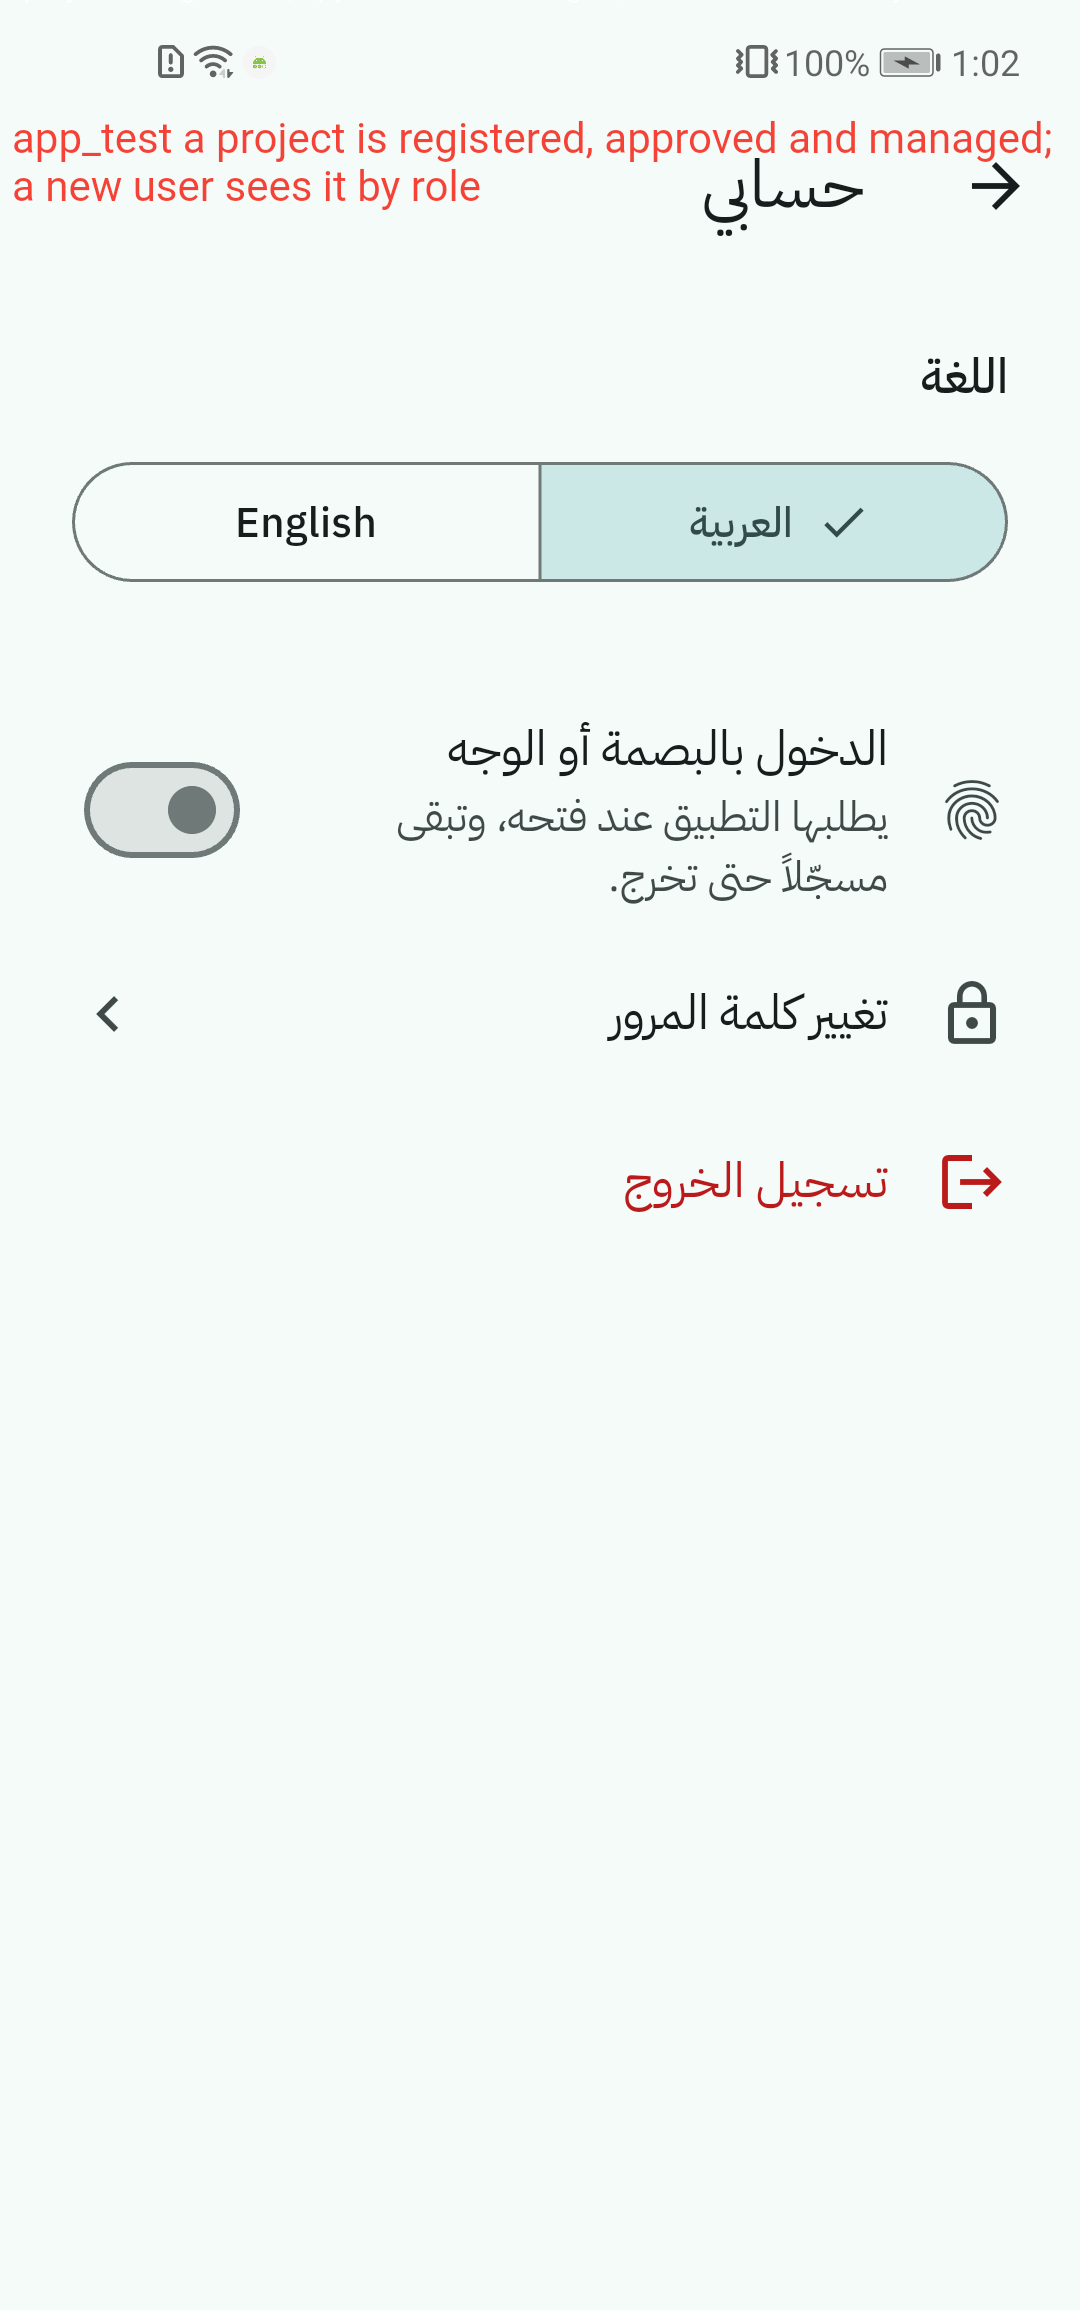 100% 1:02
app_test a project is registered, approved and managed;
a new user sees it by role
حسابي
اللغة
العربية
English
الدخول بالبصمة أو الوجه
يطلبها التطبيق عند فتحه، وتبقى
مسجّلاً حتى تخرج.
تغيير كلمة المرور
تسجيل الخروج